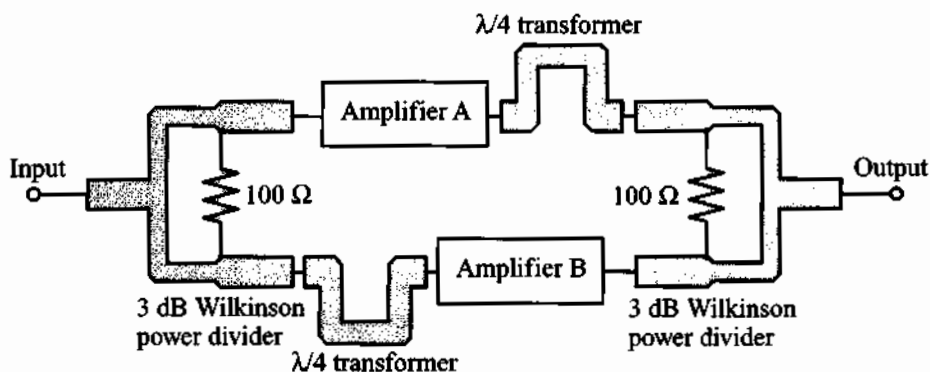 λ/4 transformer
Amplifier A
Input
100 Ω
100 Ω
Output
Amplifier B
3 dB Wilkinson
power divider
3 dB Wilkinson
power divider
λ/4 transformer